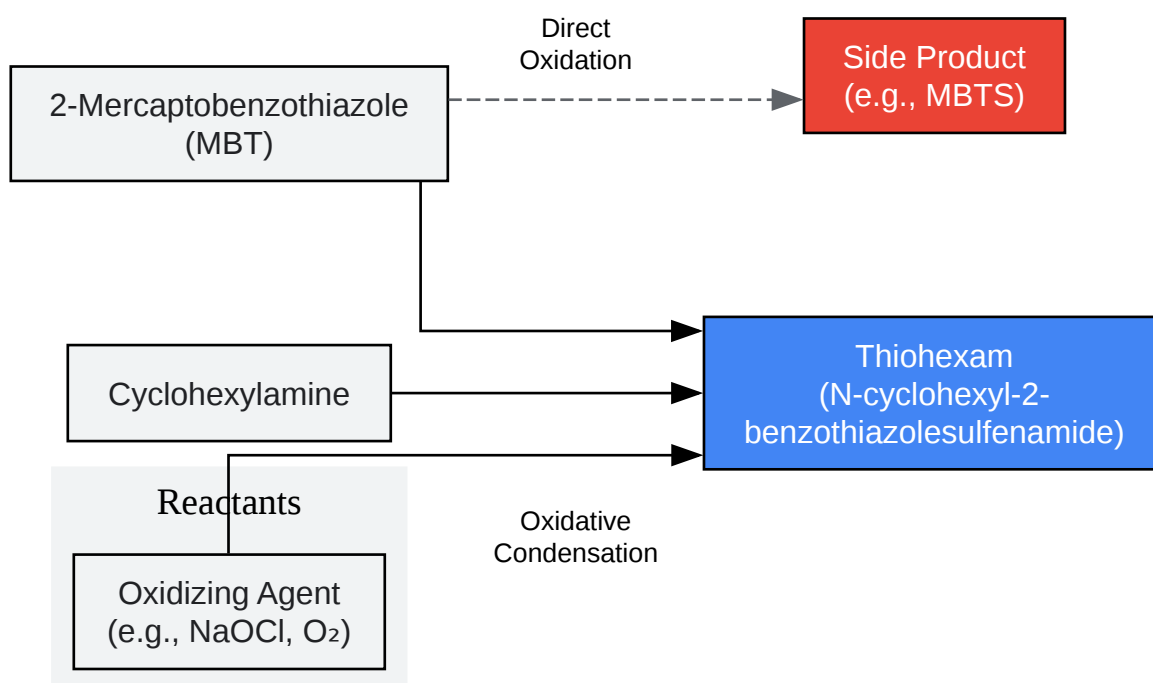 Direct
Oxidation
Side Product
(e.g., MBTS)
2-Mercaptobenzothiazole
(MBT)
Thiohexam
(N-cyclohexyl-2-
benzothiazolesulfenamide)
Cyclohexylamine
Reactants
Oxidative
Condensation
Oxidizing Agent
(e.g., NaOCl, O₂)